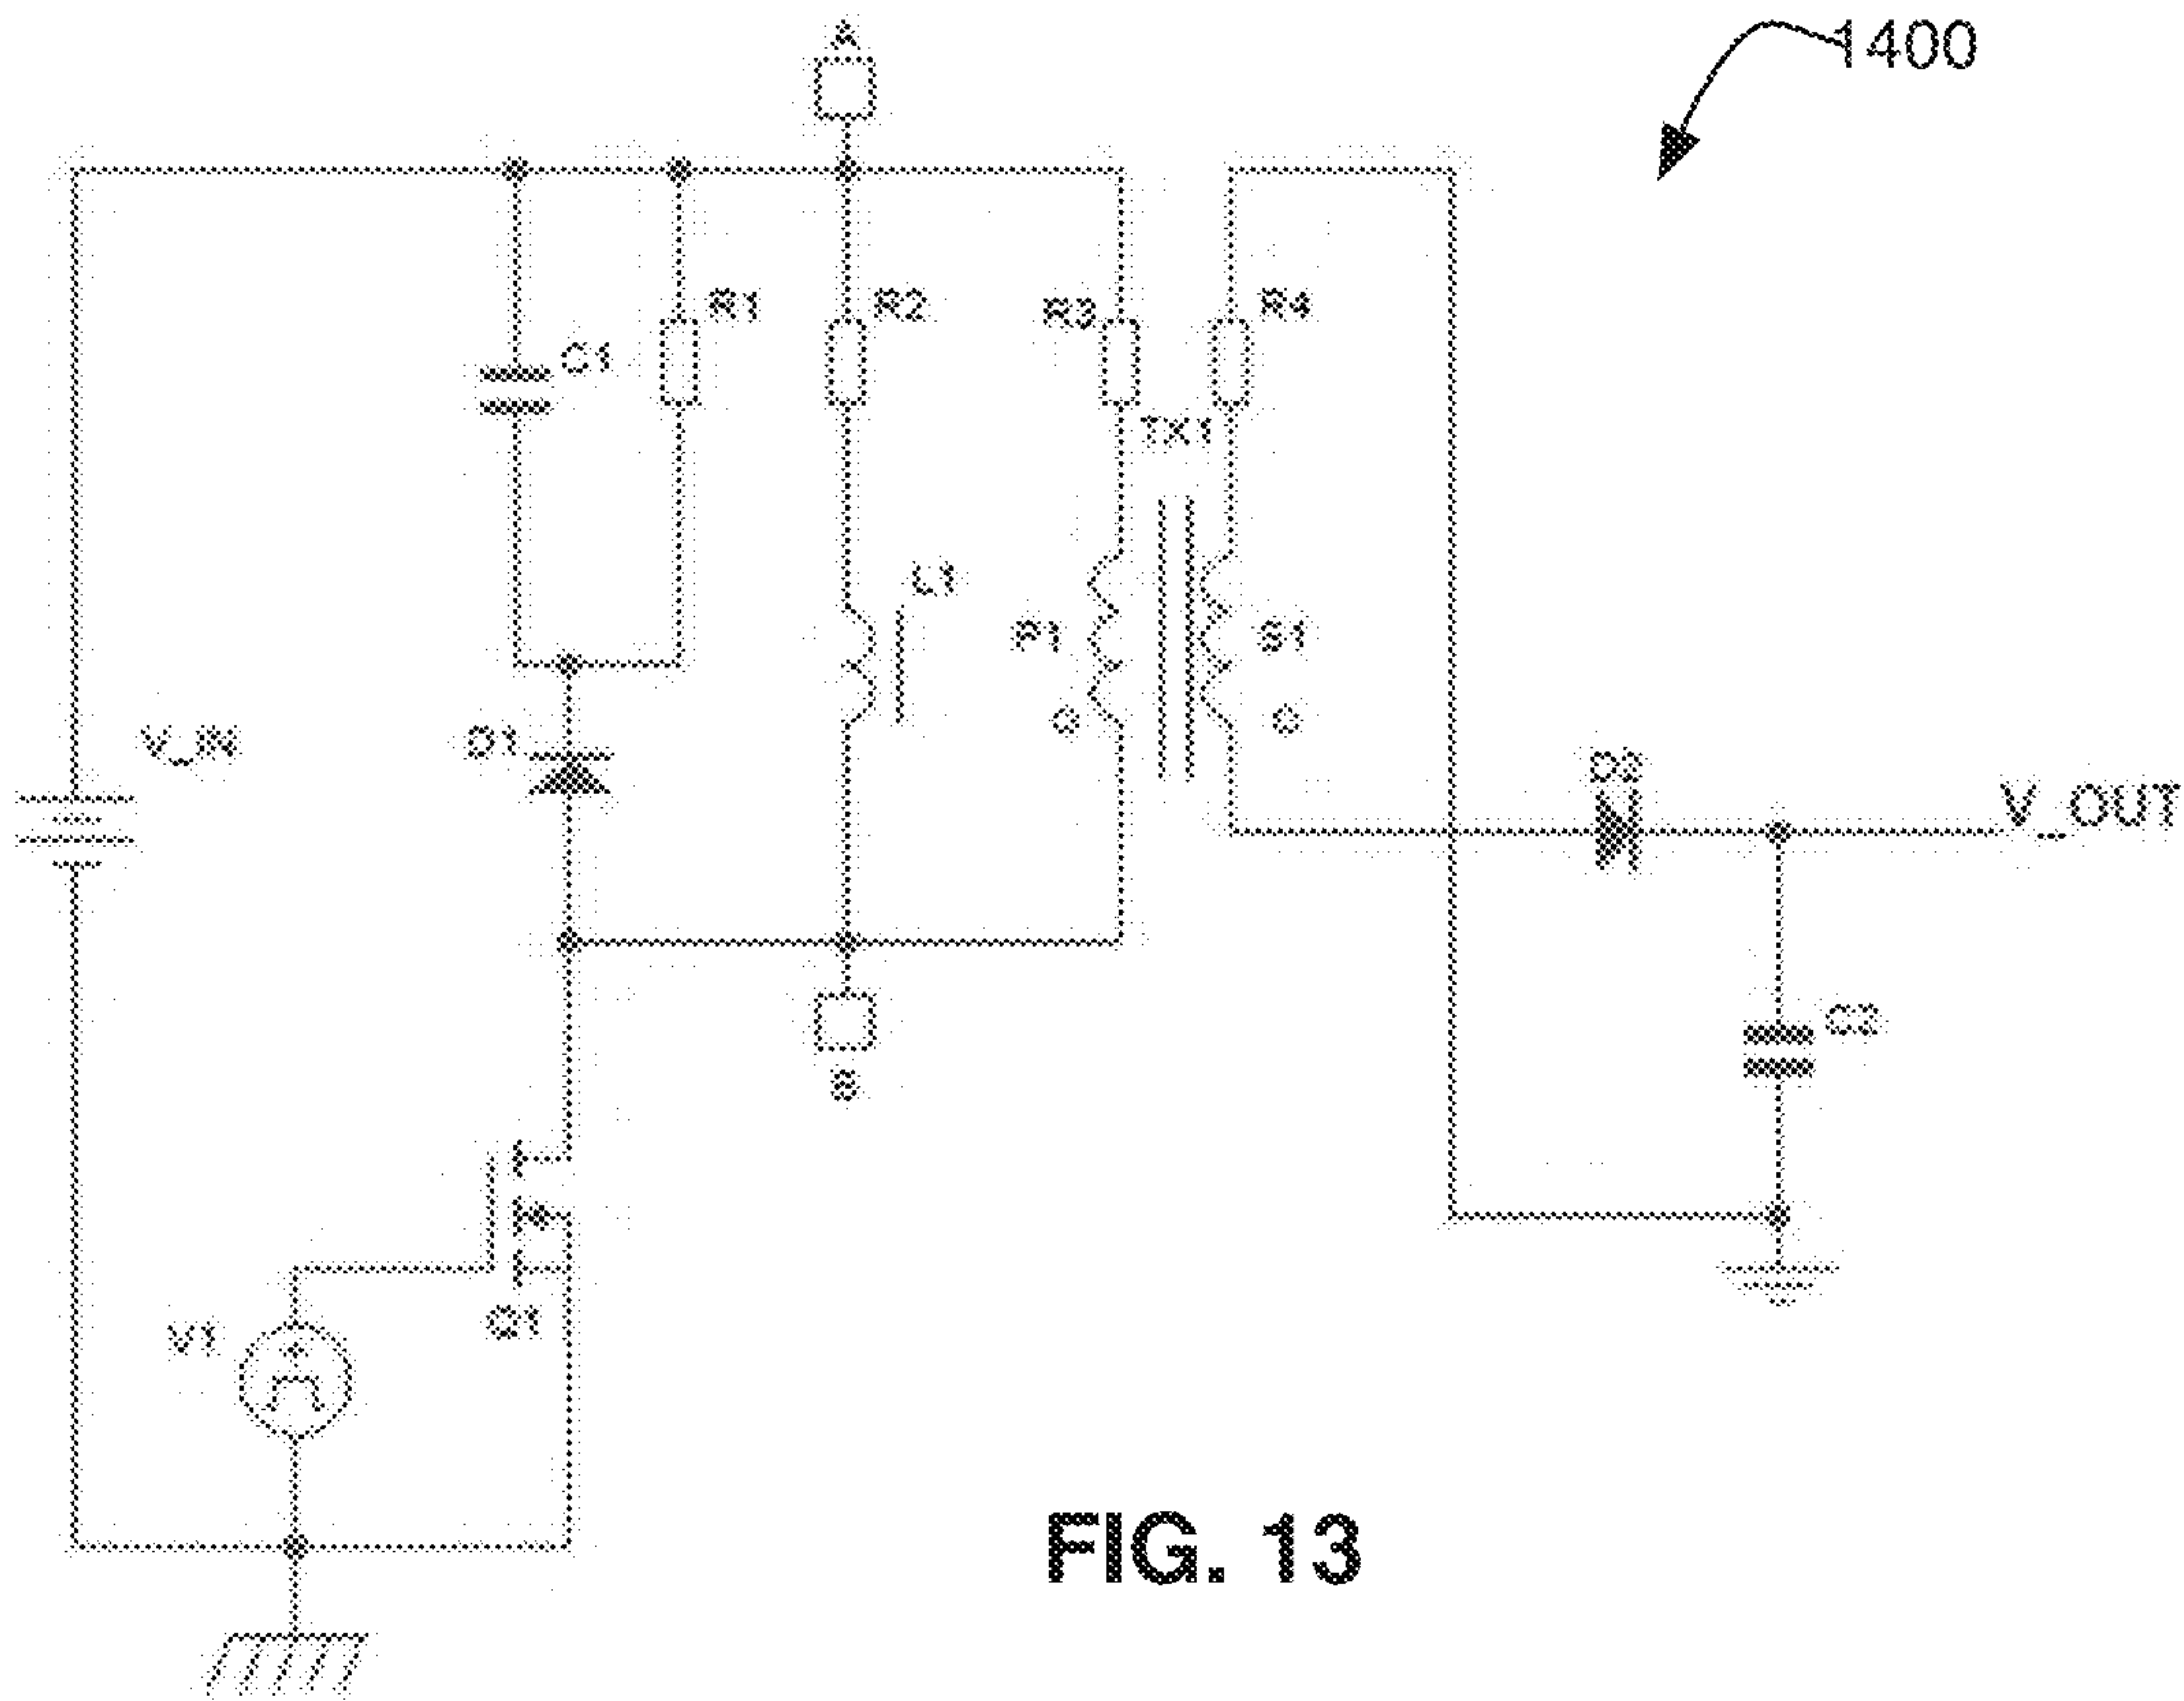 A
1400
R1
R2
R3
R4
C1
TX1
L1
P1
S1
V_IN
D1
D2
V_OUT
C2
B
Q1
V1
FIG. 13